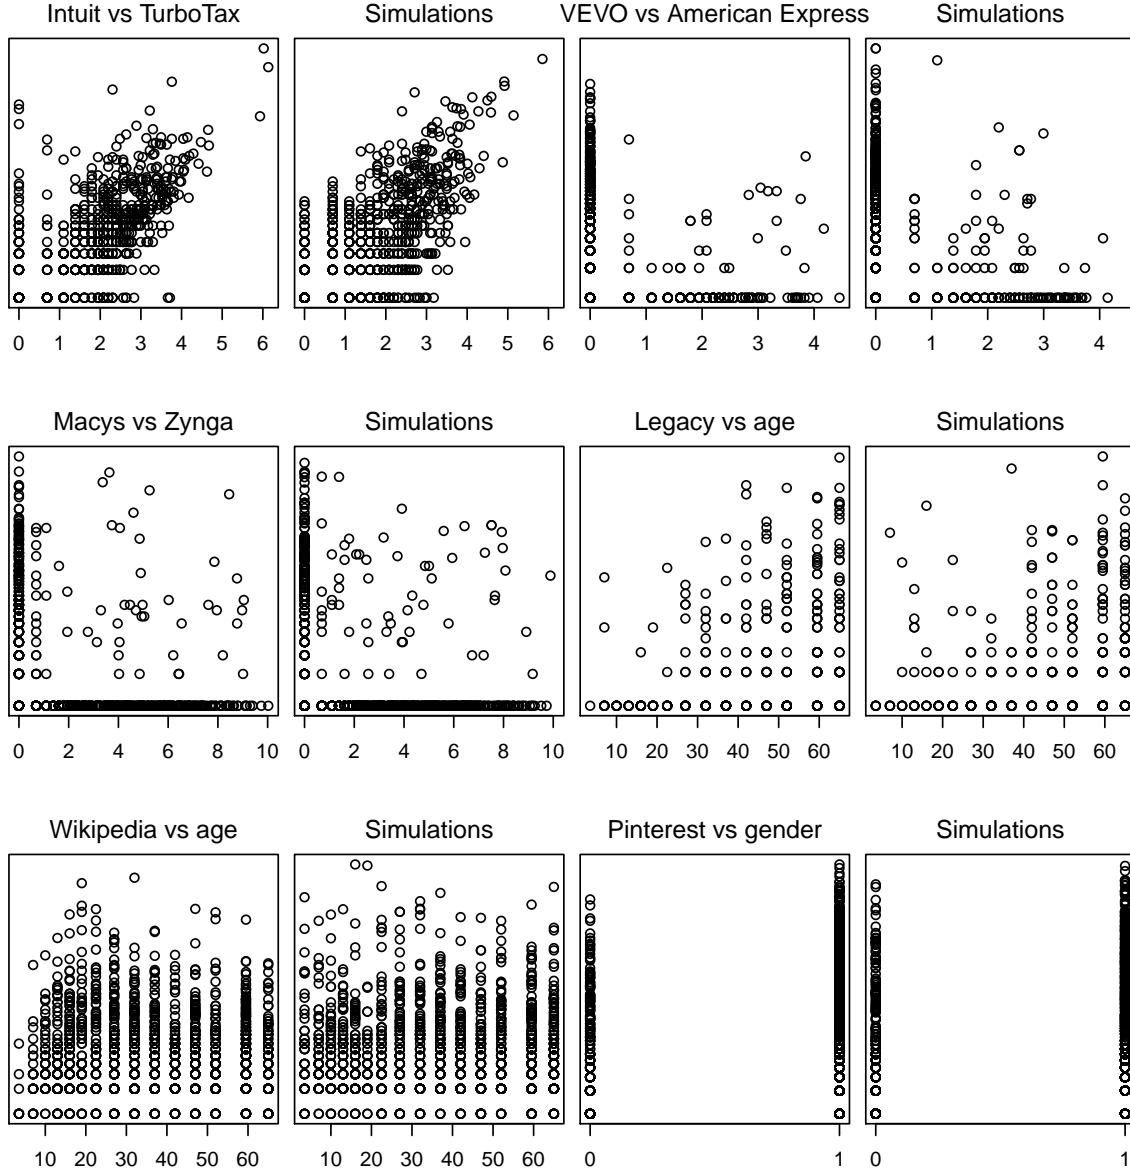 Intuit vs TurboTax Simulations VEVO vs American Express Simulations
0 1 2 3 4 5 6 0 1 2 3 4 5 6 0 1 2 3 4 0 1 2 3 4
Macys vs Zynga Simulations Legacy vs age Simulations
0 2 4 6 8 10 0 2 4 6 8 10 10 20 30 40 50 60 10 20 30 40 50 60
Wikipedia vs age Simulations Pinterest vs gender Simulations
10 20 30 40 50 60 10 20 30 40 50 60 0 1 0 1